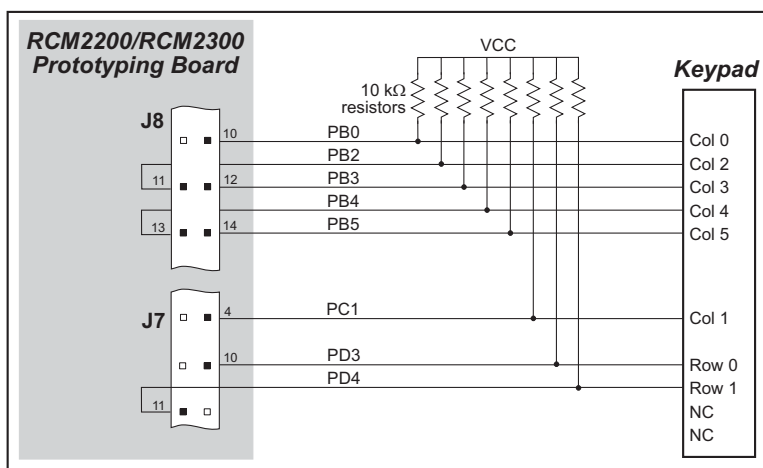 RCM2200/RCM2300
Prototyping Board
VCC
Keypad
10 kΩ
resistors
J8
10
PB0
Col 0
PB2
Col 2
11
12
PB3
Col 3
PB4
Col 4
13
14
PB5
Col 5
J7
4
PC1
Col 1
10
PD3
Row 0
PD4
Row 1
11
NC
NC